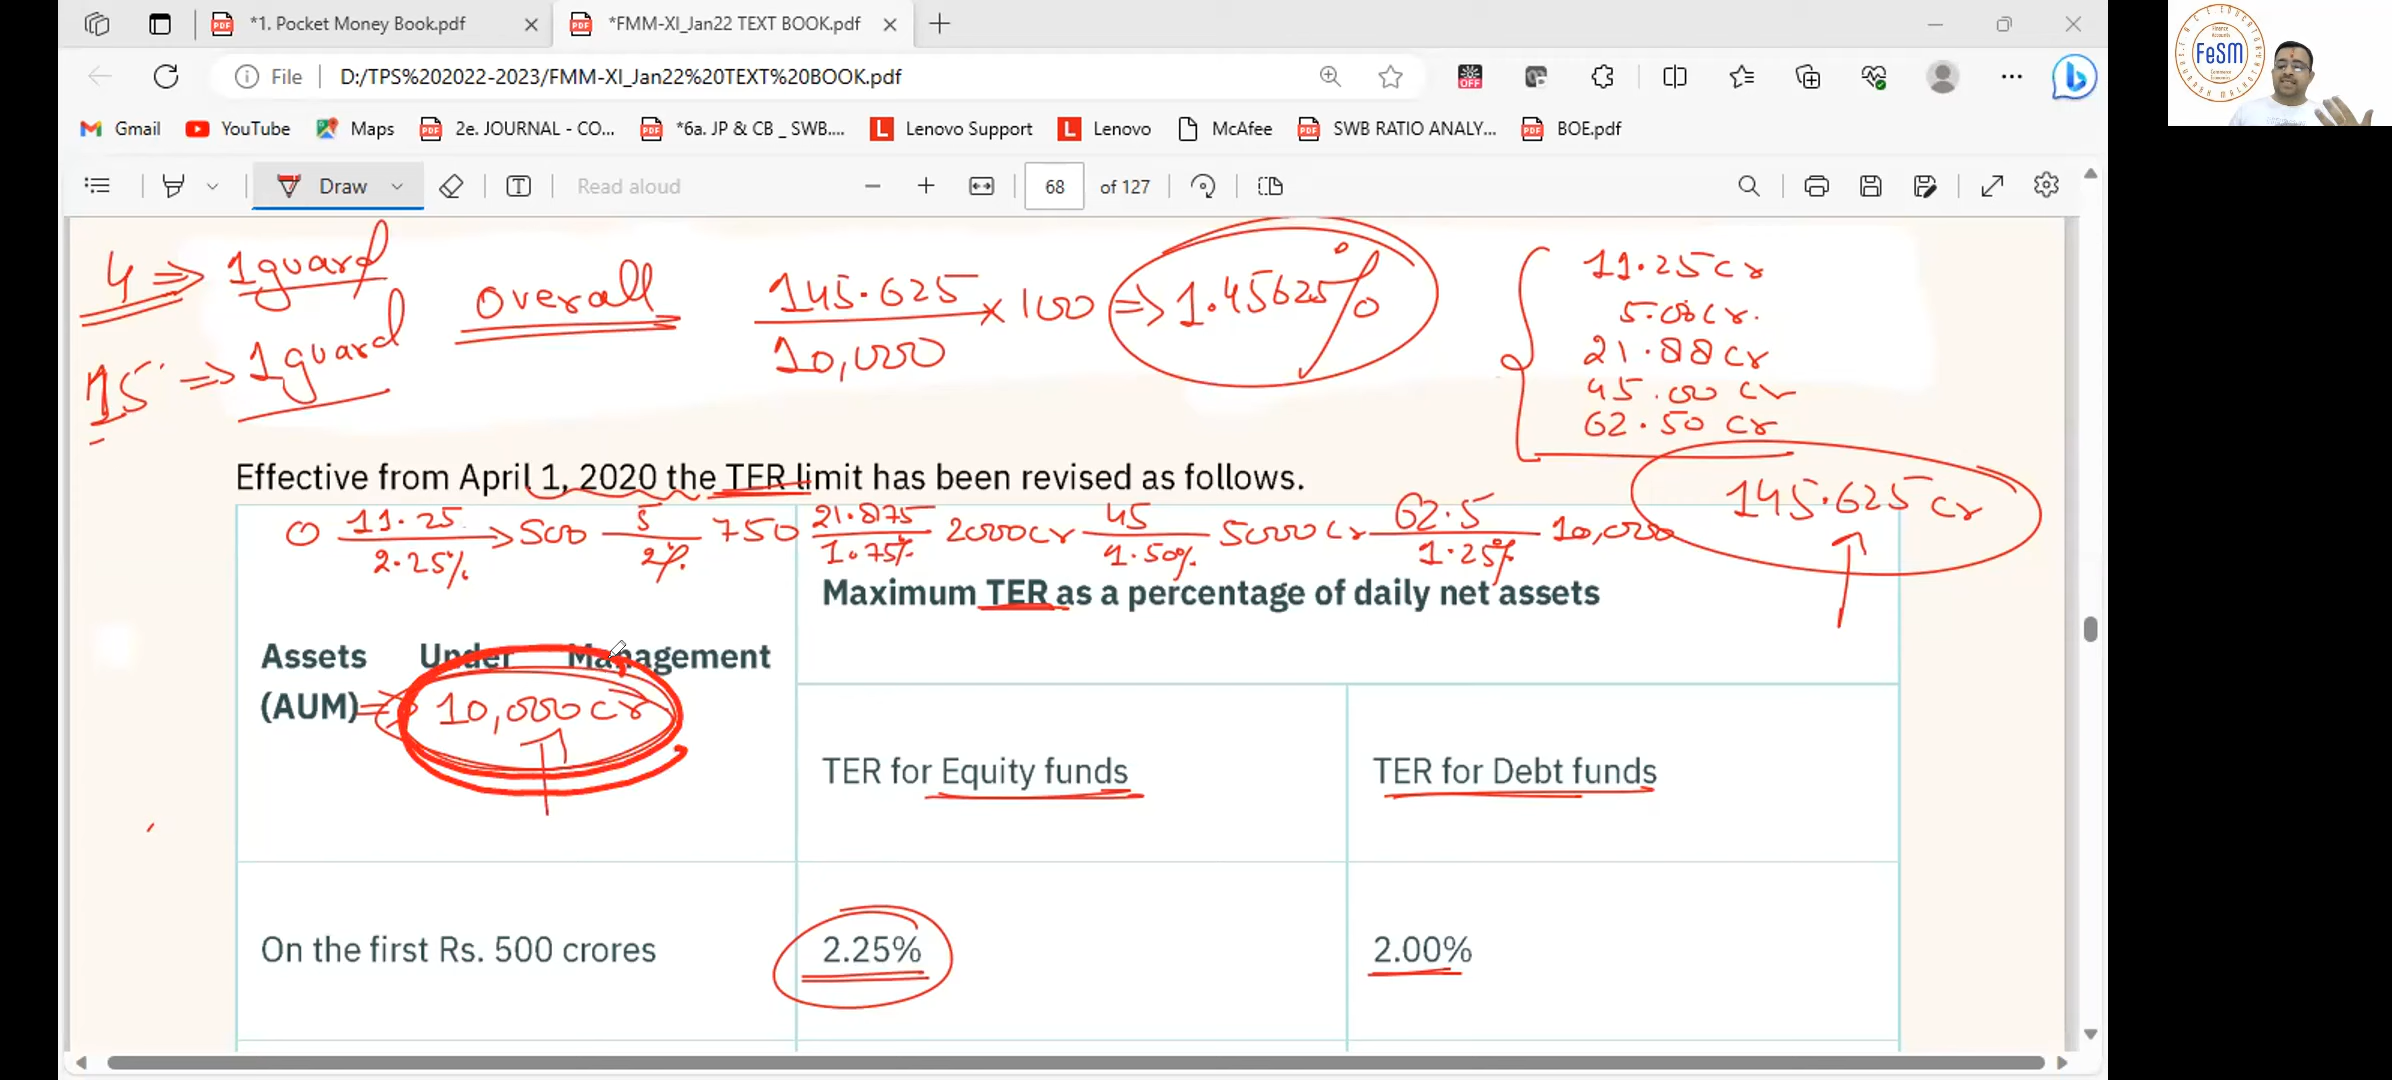 *1. Pocket Money Book.pdf
*FMM-XI_Jan22 TEXT BOOK.pdf
File
D:/TPS%202022-2023/FMM-XI_Jan22%20TEXT%20BOOK.pdf
OFF
Gmail
YouTube
Maps
2e. JOURNAL - CO...
*6a. JP & CB _ SWB....
Lenovo Support
Lenovo
McAfee
SWB RATIO ANALY...
BOE.pdf
Draw
Read aloud
68 of 127
FeSM
4 => 1 guard
15 => 1 guard
overall
145.625 × 100 => 1.45625%
10,000
11.25 cr
5.00 cr.
21.88 cr
45.00 cr
62.50 cr
145.625 cr
Effective from April 1, 2020 the TER limit has been revised as follows.
0 11.25 500 5 750 21.875 2000 cr 45 5000 cr 62.5 10,000
2.25% 2% 1.75% 1.50% 1.25%
Maximum TER as a percentage of daily net assets
Assets Under Management
(AUM) => 10,000 cr
TER for Equity funds
TER for Debt funds
On the first Rs. 500 crores
2.25%
2.00%